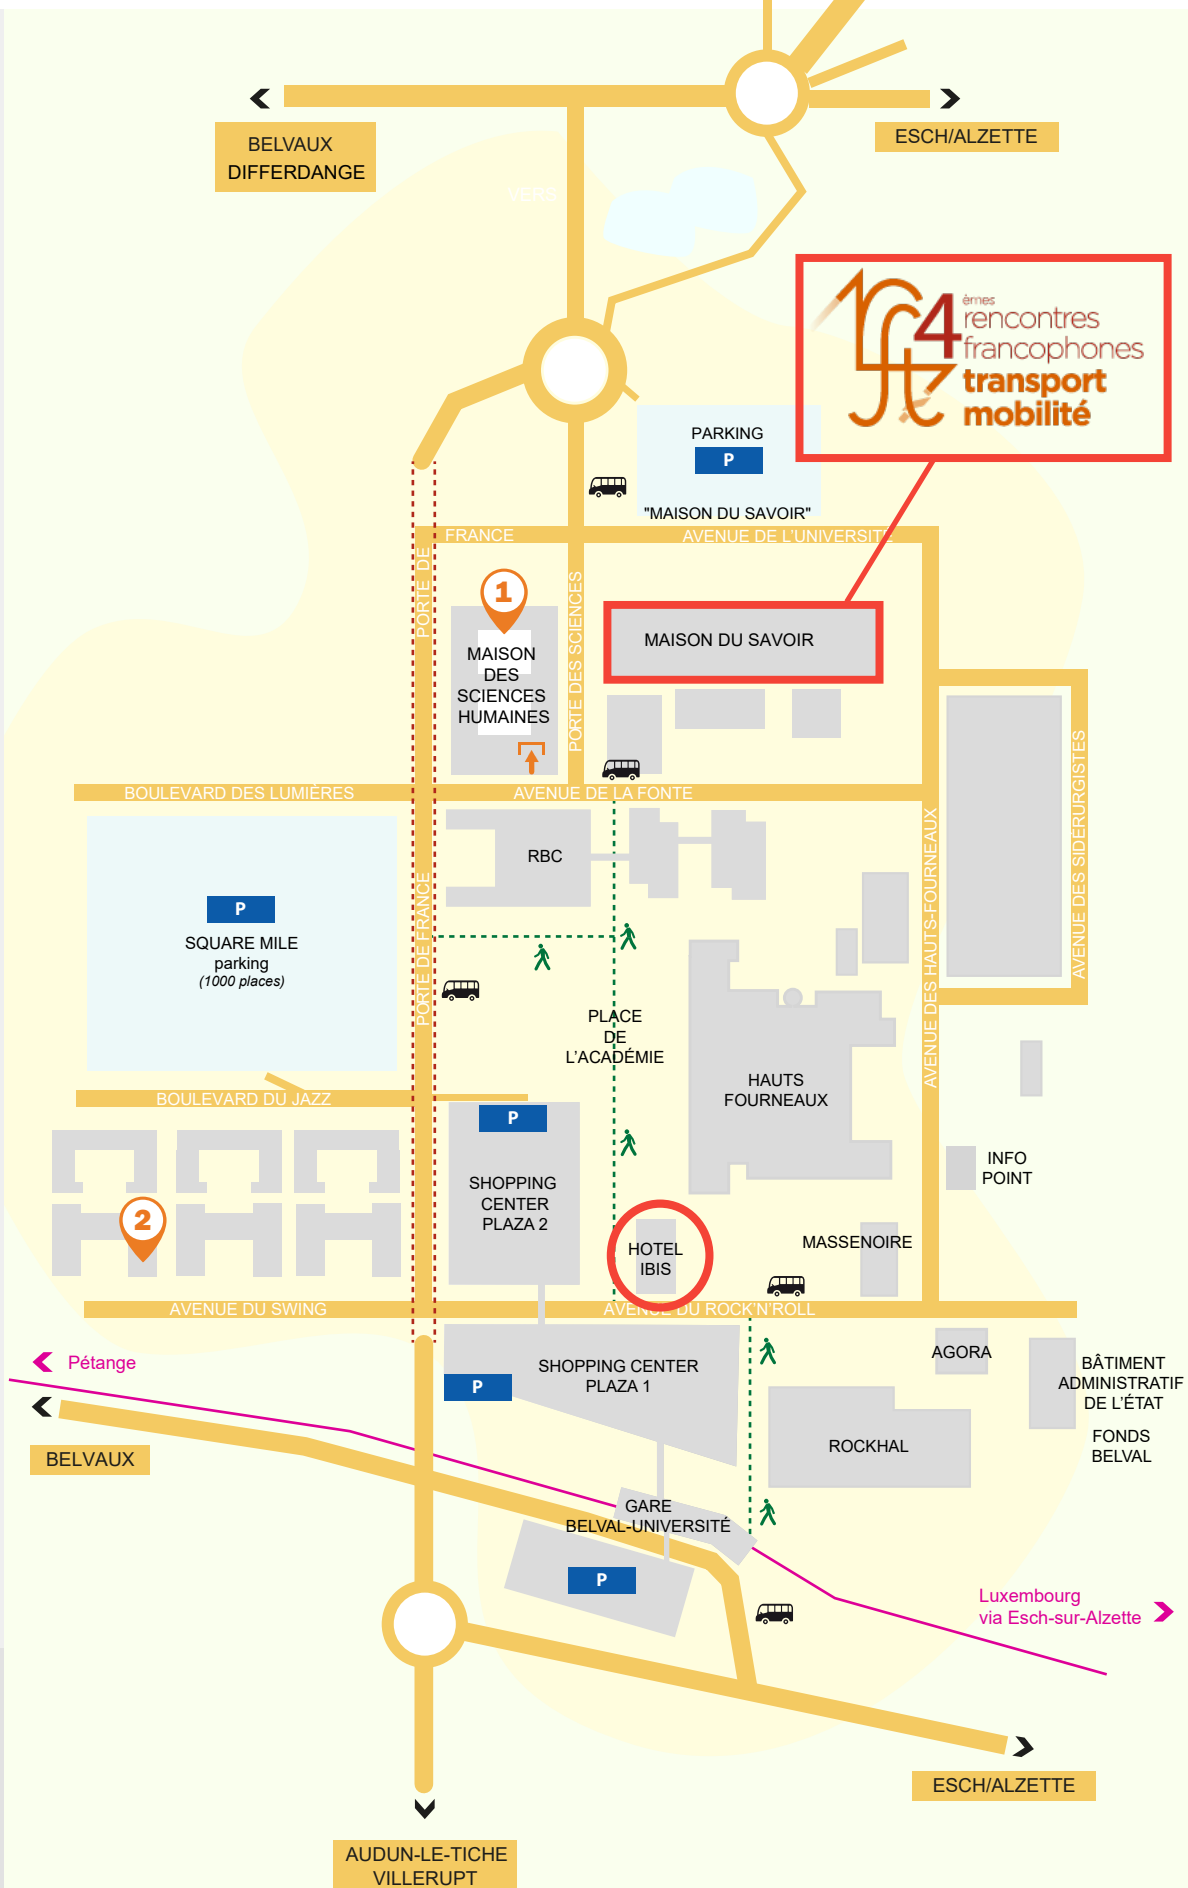 BELVAUX
DIFFERDANGE
ESCH/ALZETTE
VERS
4 èmes
rencontres
francophones
transport
mobilité
PARKING
P
"MAISON DU SAVOIR"
FRANCE
AVENUE DE L'UNIVERSITÉ
PORTE DE
1
PORTE DES SCIENCES
MAISON
DES
SCIENCES
HUMAINES
MAISON DU SAVOIR
AVENUE DES SIDÉRURGISTES
BOULEVARD DES LUMIÈRES
AVENUE DE LA FONTE
RBC
AVENUE DES HAUTS-FOURNEAUX
PORTE DE FRANCE
P
SQUARE MILE
parking
(1000 places)
PLACE
DE
L'ACADÉMIE
HAUTS
FOURNEAUX
BOULEVARD DU JAZZ
P
SHOPPING
CENTER
PLAZA 2
INFO
POINT
2
HOTEL
IBIS
MASSENOIRE
AVENUE DU SWING
AVENUE DU ROCK'N'ROLL
Pétange
SHOPPING CENTER
PLAZA 1
P
AGORA
BÂTIMENT
ADMINISTRATIF
DE L'ÉTAT
FONDS
BELVAL
ROCKHAL
BELVAUX
GARE
BELVAL-UNIVERSITÉ
P
Luxembourg
via Esch-sur-Alzette
ESCH/ALZETTE
AUDUN-LE-TICHE
VILLERUPT